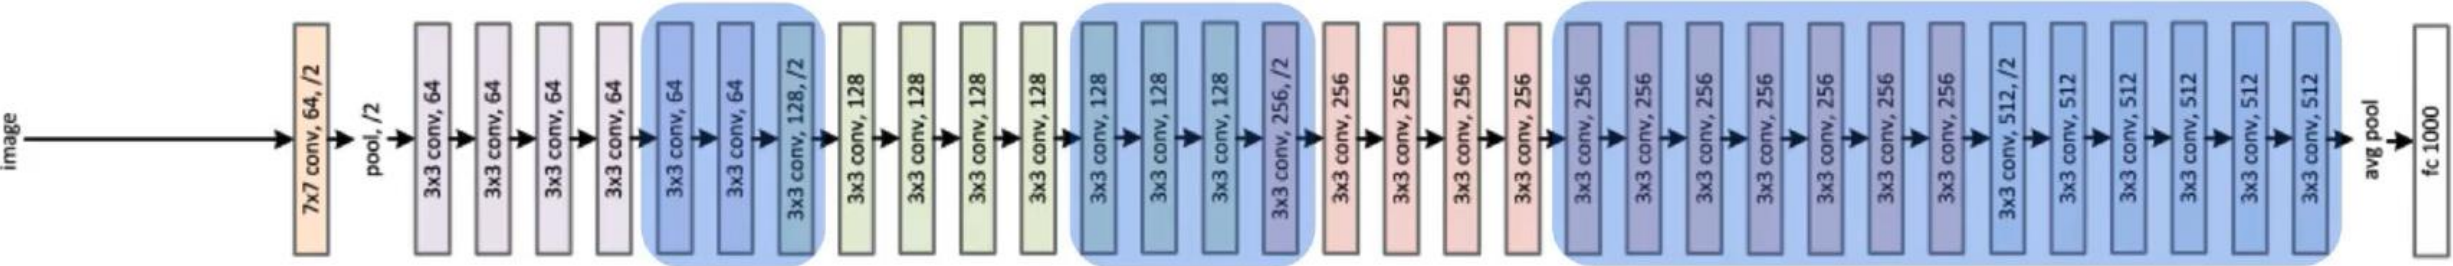 image
7x7 conv, 64, /2
pool, /2
3x3 conv, 64
3x3 conv, 64
3x3 conv, 64
3x3 conv, 64
3x3 conv, 64
3x3 conv, 64
3x3 conv, 128, /2
3x3 conv, 128
3x3 conv, 128
3x3 conv, 128
3x3 conv, 128
3x3 conv, 128
3x3 conv, 128
3x3 conv, 128
3x3 conv, 256, /2
3x3 conv, 256
3x3 conv, 256
3x3 conv, 256
3x3 conv, 256
3x3 conv, 256
3x3 conv, 256
3x3 conv, 256
3x3 conv, 256
3x3 conv, 256
3x3 conv, 256
3x3 conv, 256
3x3 conv, 512, /2
3x3 conv, 512
3x3 conv, 512
3x3 conv, 512
3x3 conv, 512
3x3 conv, 512
avg pool
fc 1000